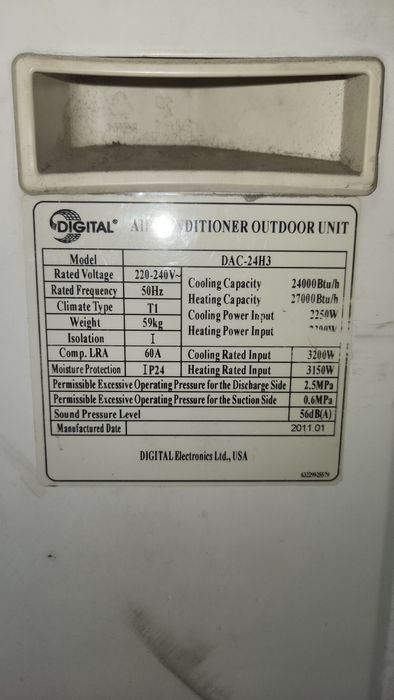 DIGITAL® AIR CONDITIONER OUTDOOR UNIT
Model DAC-24H3
Rated Voltage 220-240V~ Cooling Capacity 24000Btu/h
Rated Frequency 50Hz Heating Capacity 27000Btu/h
Climate Type T1 Cooling Power Input 2250W
Weight 59kg Heating Power Input
Isolation I
Comp. LRA 60A Cooling Rated Input 3200W
Moisture Protection IP24 Heating Rated Input 3150W
Permissible Excessive Operating Pressure for the Discharge Side 2.5MPa
Permissible Excessive Operating Pressure for the Suction Side 0.6MPa
Sound Pressure Level 56dB(A)
Manufactured Date 2011.01
DIGITAL Electronics Ltd., USA